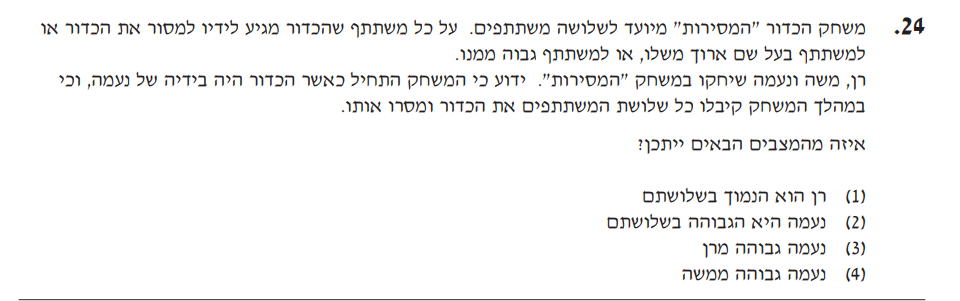 24. משחק הכדור "המסירות" מיועד לשלושה משתתפים. על כל משתתף שהכדור מגיע לידיו למסור את הכדור או
למשתתף בעל שם ארוך משלו, או למשתתף גבוה ממנו.
רן, משה ונעמה שיחקו במשחק "המסירות". ידוע כי המשחק התחיל כאשר הכדור היה בידיה של נעמה, וכי
במהלך המשחק קיבלו כל שלושת המשתתפים את הכדור ומסרו אותו.
איזה מהמצבים הבאים ייתכן?
(1) רן הוא הנמוך בשלושתם
(2) נעמה היא הגבוהה בשלושתם
(3) נעמה גבוהה מרן
(4) נעמה גבוהה ממשה